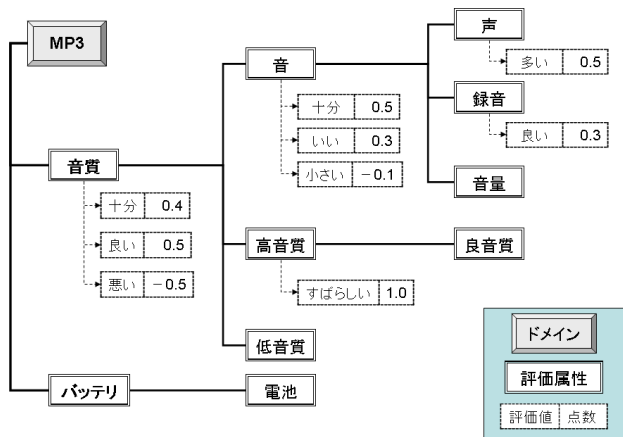 MP3
音質
十分 0.4
良い 0.5
悪い －0.5
バッテリ
音
十分 0.5
いい 0.3
小さい －0.1
高音質
すばらしい 1.0
低音質
電池
声
多い 0.5
録音
良い 0.3
音量
良音質
ドメイン
評価属性
評価値 点数